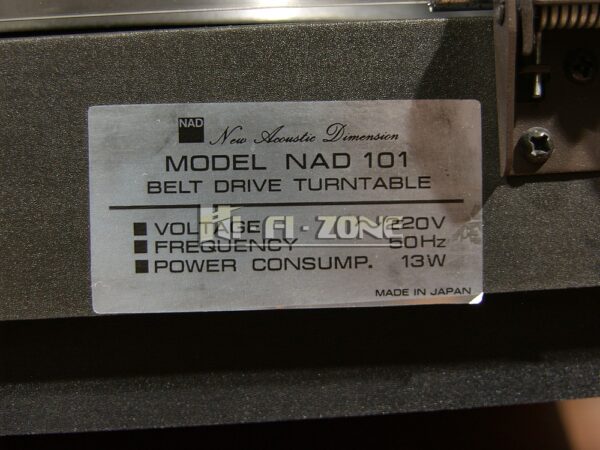 NAD
New Acoustic Dimension
MODEL NAD 101
BELT DRIVE TURNTABLE
■ VOLTAGE 220V
HI FI - ZONE
■ FREQUENCY 50Hz
■ POWER CONSUMP. 13W
MADE IN JAPAN